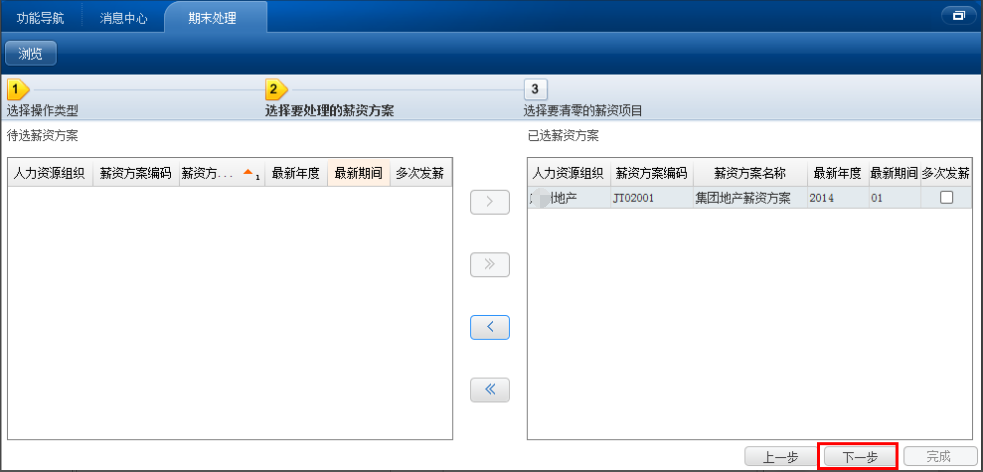 功能导航 消息中心 期末处理
浏览
1 2 3
选择操作类型 选择要处理的薪资方案 选择要清零的薪资项目
待选薪资方案 已选薪资方案
人力资源组织 薪资方案编码 薪资方... 1 最新年度 最新期间 多次发薪 人力资源组织 薪资方案编码 薪资方案名称 最新年度 最新期间 多次发薪
地产 JT02001 集团地产薪资方案 2014 01
上一步 下一步 完成